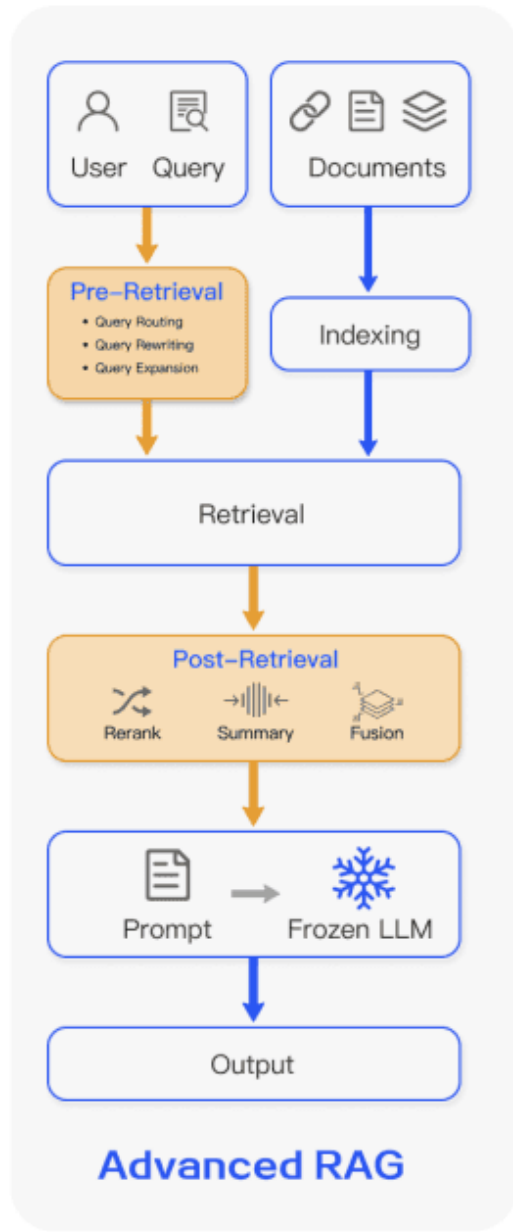 User Query
Documents
Pre-Retrieval
• Query Routing
• Query Rewriting
• Query Expansion
Indexing
Retrieval
Post-Retrieval
Rerank Summary Fusion
Prompt Frozen LLM
Output
Advanced RAG